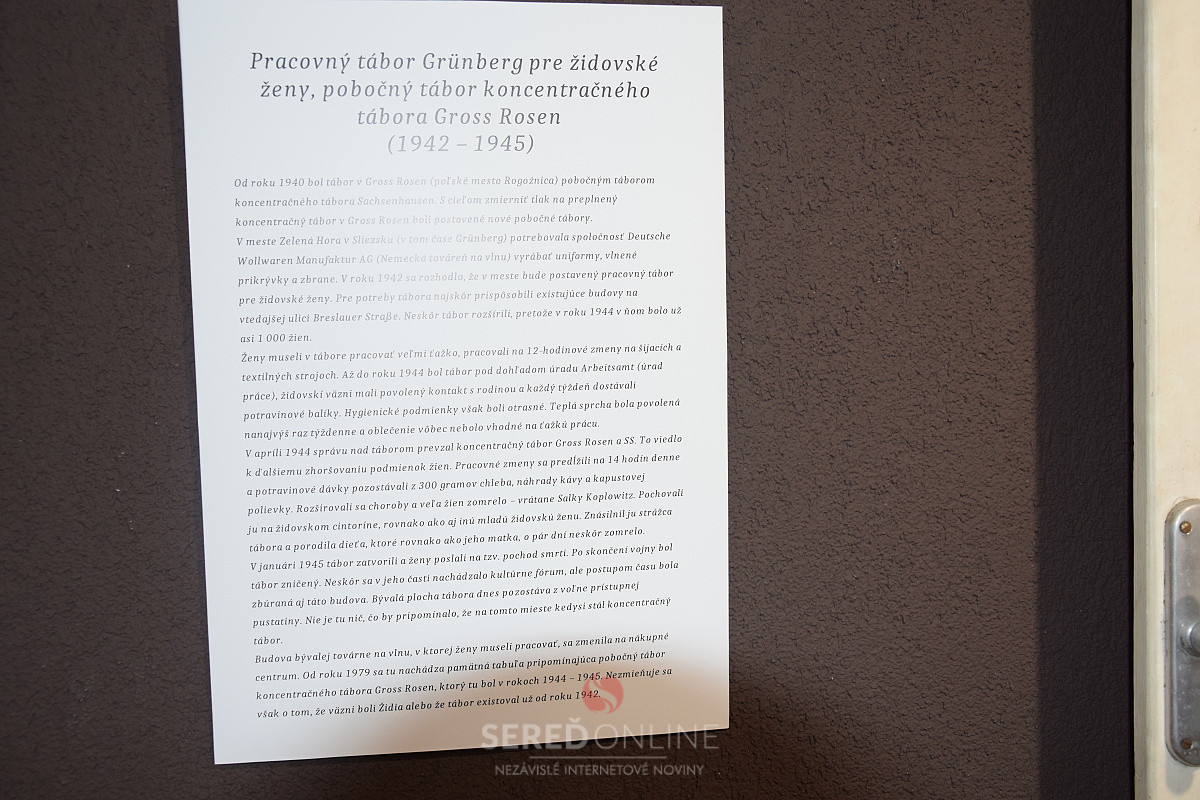 Pracovný tábor Grünberg pre židovské
ženy, pobočný tábor koncentračného
tábora Gross Rosen
(1942 – 1945)
Od roku 1940 bol tábor v Gross Rosen (poľské mesto Rogoźnica) pobočným táborom
koncentračného tábora Sachsenhausen. S cieľom zmierniť tlak na preplnený
koncentračný tábor v Gross Rosen boli postavené nové pobočné tábory.
V meste Zelená Hora v Sliezsku (v tom čase Grünberg) potrebovala spoločnosť Deutsche
Wollwaren Manufaktur AG (Nemecká továreň na vlnu) vyrábať uniformy, vlnené
prikrývky a zbrane. V roku 1942 sa rozhodlo, že v meste bude postavený pracovný tábor
pre židovské ženy. Pre potreby tábora najskôr prispôsobili existujúce budovy na
vtedajšej ulici Breslauer Straße. Neskôr tábor rozšírili, pretože v roku 1944 v ňom bolo už
asi 1 000 žien.
Ženy museli v tábore pracovať veľmi ťažko, pracovali na 12-hodinové zmeny na šijacích a
textilných strojoch. Až do roku 1944 bol tábor pod dohľadom úradu Arbeitsamt (úrad
práce), židovskí väzni mali povolený kontakt s rodinou a každý týždeň dostávali
potravinové balíky. Hygienické podmienky však boli otrasné. Teplá sprcha bola povolená
nanajvýš raz týždenne a oblečenie vôbec nebolo vhodné na ťažkú prácu.
V apríli 1944 správu nad táborom prevzal koncentračný tábor Gross Rosen a SS. To viedlo
k ďalšiemu zhoršovaniu podmienok žien. Pracovné zmeny sa predĺžili na 14 hodín denne
a potravinové dávky pozostávali z 300 gramov chleba, náhrady kávy a kapustovej
polievky. Rozširovali sa choroby a veľa žien zomrelo – vrátane Salky Koplowitz. Pochovali
ju na židovskom cintoríne, rovnako ako aj inú mladú židovskú ženu. Znásilnil ju strážca
tábora a porodila dieťa, ktoré rovnako ako jeho matka, o pár dní neskôr zomrelo.
V januári 1945 tábor zatvorili a ženy poslali na tzv. pochod smrti. Po skončení vojny bol
tábor zničený. Neskôr sa v jeho časti nachádzalo kultúrne fórum, ale postupom času bola
zbúraná aj táto budova. Bývalá plocha tábora dnes pozostáva z voľne prístupnej
pustatiny. Nie je tu nič, čo by pripomínalo, že na tomto mieste kedysi stál koncentračný
tábor.
Budova bývalej továrne na vlnu, v ktorej ženy museli pracovať, sa zmenila na nákupné
centrum. Od roku 1979 sa tu nachádza pamätná tabuľa pripomínajúca pobočný tábor
koncentračného tábora Gross Rosen, ktorý tu bol v rokoch 1944 – 1945. Nezmieňuje sa
však o tom, že väzni boli Židia alebo že tábor existoval už od roku 1942.
SEREĎONLINE
NEZÁVISLÉ INTERNETOVÉ NOVINY